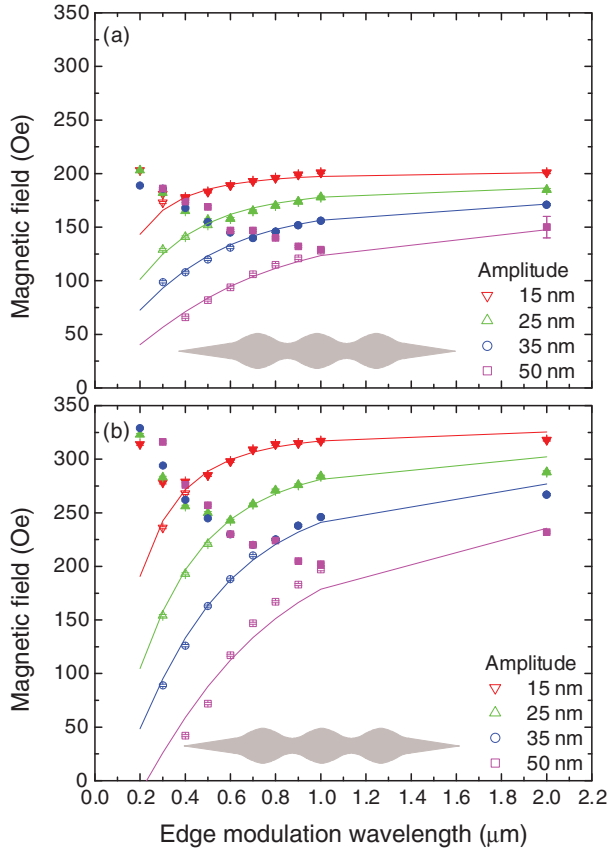 350
(a)
300
250
200
150
100
50
0
Magnetic field (Oe)
Amplitude
15 nm
25 nm
35 nm
50 nm
350
(b)
300
250
200
150
100
50
0
Magnetic field (Oe)
Amplitude
15 nm
25 nm
35 nm
50 nm
0.0 0.2 0.4 0.6 0.8 1.0 1.2 1.4 1.6 1.8 2.0 2.2
Edge modulation wavelength (μm)